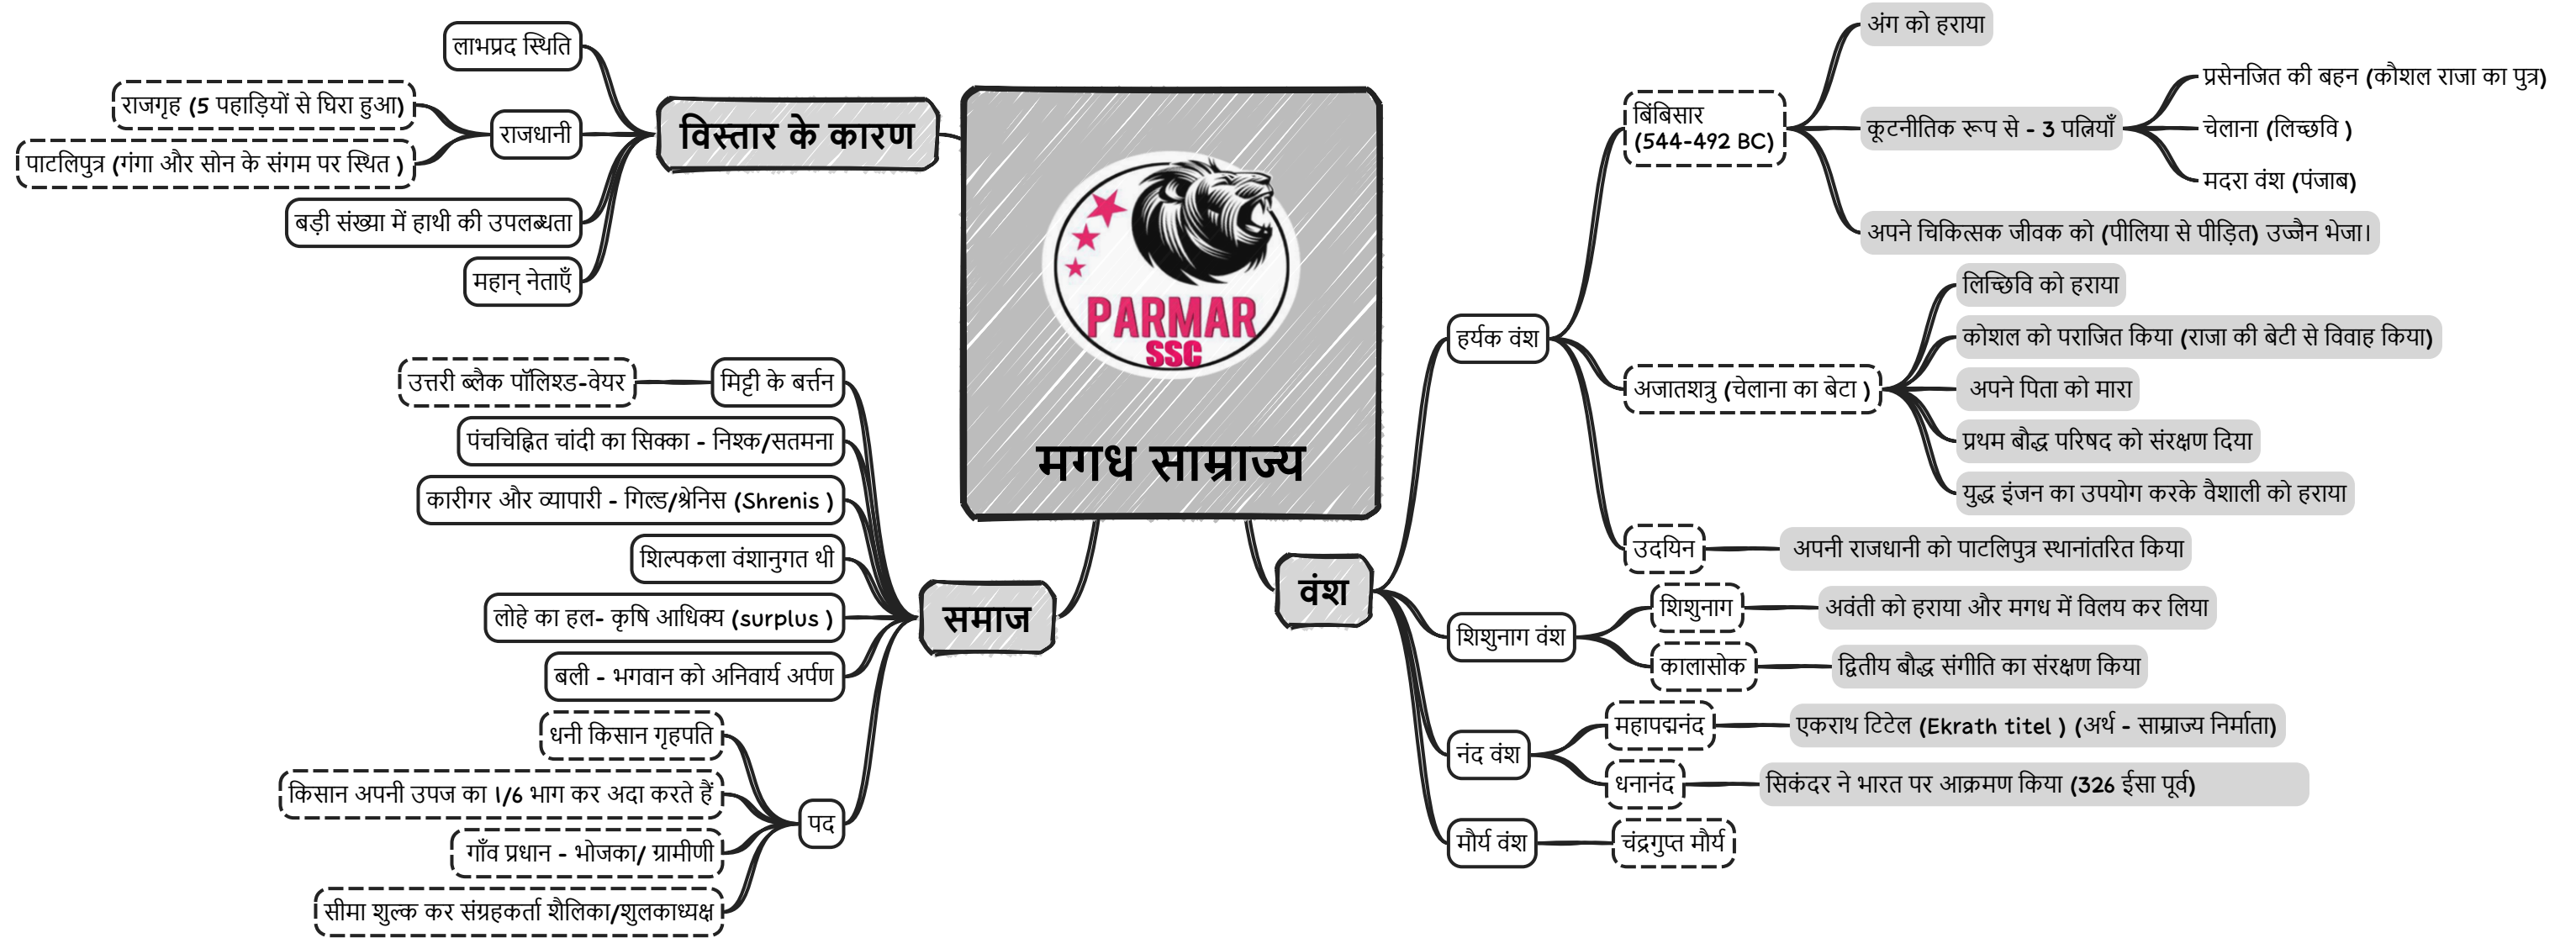 लाभप्रद स्थिति
राजगृह (5 पहाड़ियों से घिरा हुआ)
राजधानी
पाटलिपुत्र (गंगा और सोन के संगम पर स्थित )
बड़ी संख्या में हाथी की उपलब्धता
महान् नेताएँ
विस्तार के कारण
उत्तरी ब्लैक पॉलिश्ड-वेयर
मिट्टी के बर्त्तन
पंचचिह्नित चांदी का सिक्का - निश्क/सतमना
कारीगर और व्यापारी - गिल्ड/श्रेनिस (Shrenis )
शिल्पकला वंशानुगत थी
लोहे का हल- कृषि आधिक्य (surplus )
बली - भगवान को अनिवार्य अर्पण
धनी किसान गृहपति
किसान अपनी उपज का 1/6 भाग कर अदा करते हैं
पद
गाँव प्रधान - भोजका/ ग्रामीणी
सीमा शुल्क कर संग्रहकर्ता शैलिका/शुलकाध्यक्ष
समाज
PARMAR
SSC
मगध साम्राज्य
वंश
हर्यक वंश
बिंबिसार
(544-492 BC)
अंग को हराया
कूटनीतिक रूप से - 3 पत्नियाँ
प्रसेनजित की बहन (कौशल राजा का पुत्र)
चेलाना (लिच्छवि )
मदरा वंश (पंजाब)
अपने चिकित्सक जीवक को (पीलिया से पीड़ित) उज्जैन भेजा।
अजातशत्रु (चेलाना का बेटा )
लिच्छिवि को हराया
कोशल को पराजित किया (राजा की बेटी से विवाह किया)
अपने पिता को मारा
प्रथम बौद्ध परिषद को संरक्षण दिया
युद्ध इंजन का उपयोग करके वैशाली को हराया
उदयिन
अपनी राजधानी को पाटलिपुत्र स्थानांतरित किया
शिशुनाग वंश
शिशुनाग
अवंती को हराया और मगध में विलय कर लिया
कालासोक
द्वितीय बौद्ध संगीति का संरक्षण किया
नंद वंश
महापद्मनंद
एकराथ टिटेल (Ekrath titel ) (अर्थ - साम्राज्य निर्माता)
धनानंद
सिकंदर ने भारत पर आक्रमण किया (326 ईसा पूर्व)
मौर्य वंश
चंद्रगुप्त मौर्य